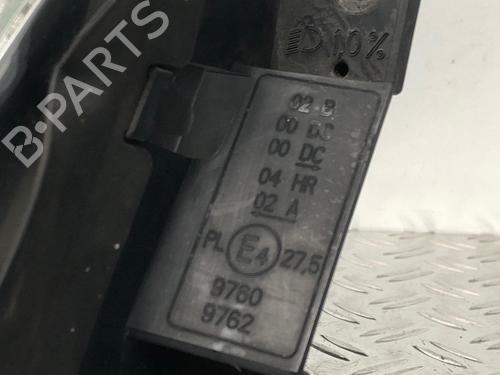 1.0%
02 B
00 DC
00 DC
04 HR
02 A
PL E4 27,5
9760
9762
B-PARTS